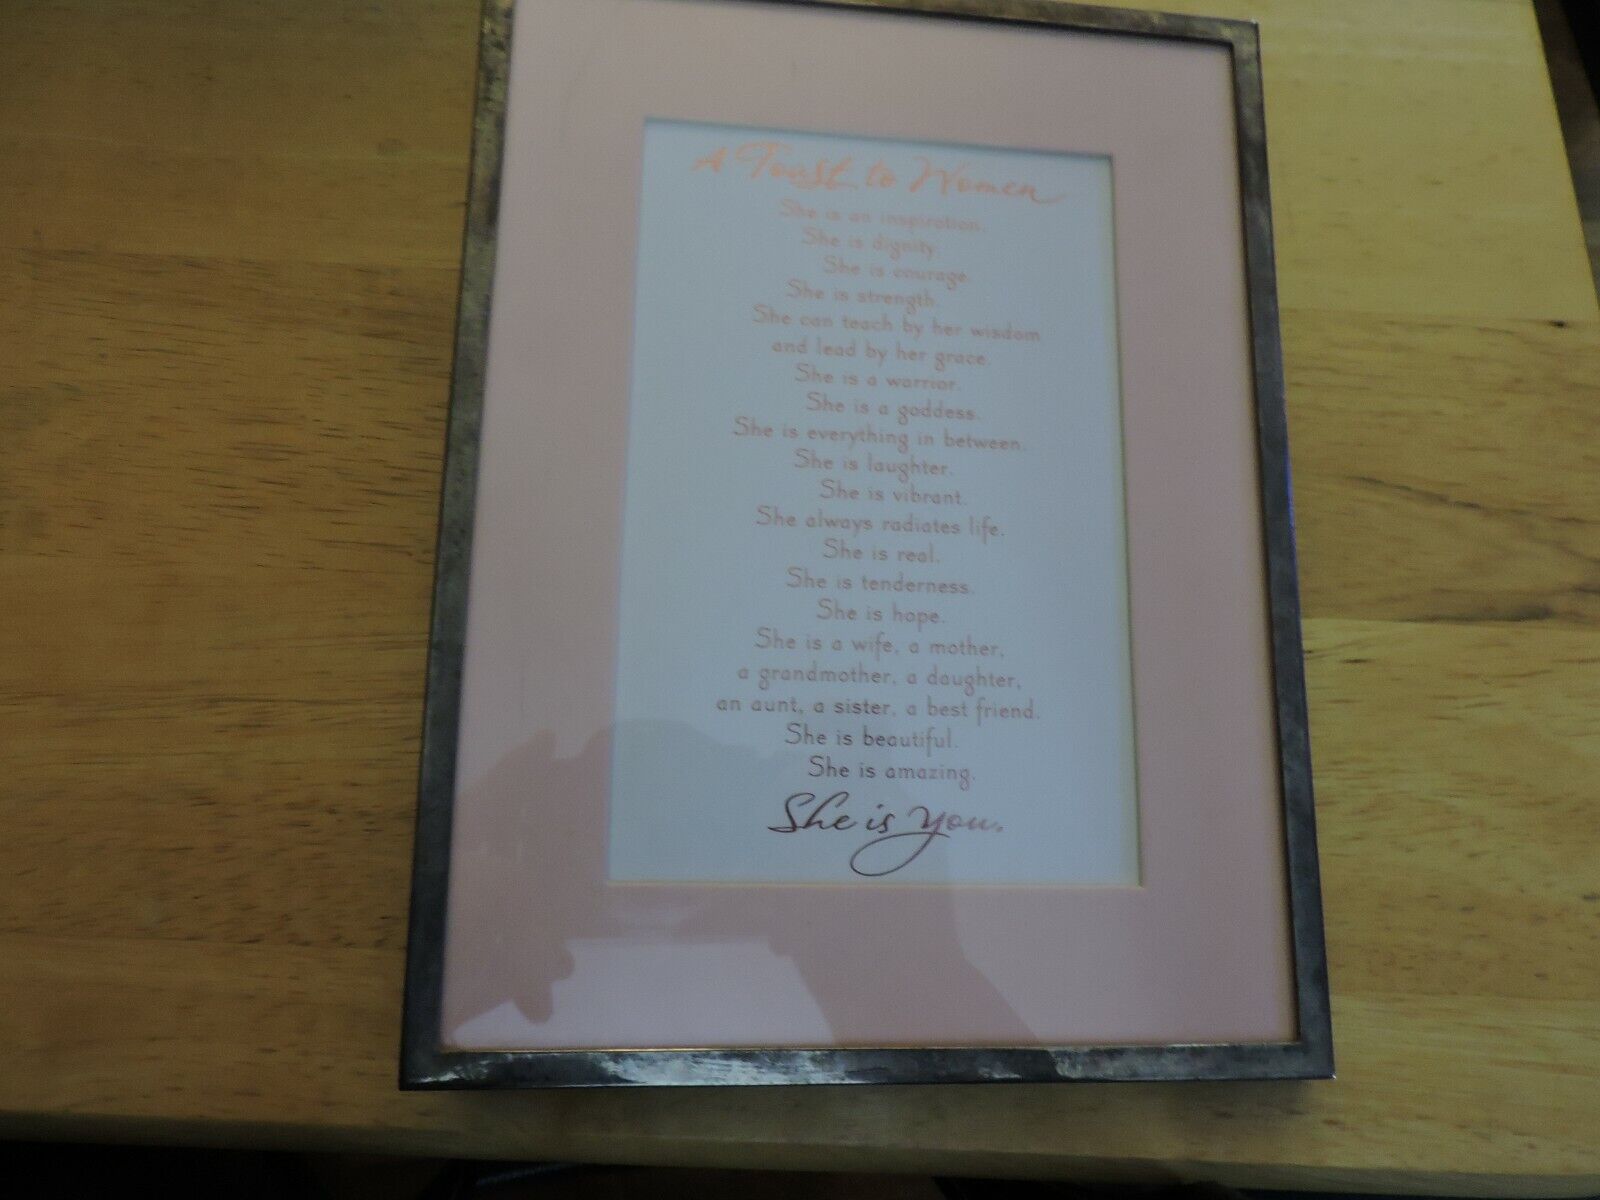 A Toast to Women
She is an inspiration.
She is dignity.
She is courage.
She is strength.
She can teach by her wisdom
and lead by her grace.
She is a warrior.
She is a goddess.
She is everything in between.
She is laughter.
She is vibrant.
She always radiates life.
She is real.
She is tenderness.
She is hope.
She is a wife, a mother,
a grandmother, a daughter,
an aunt, a sister, a best friend.
She is beautiful.
She is amazing.
She is you.